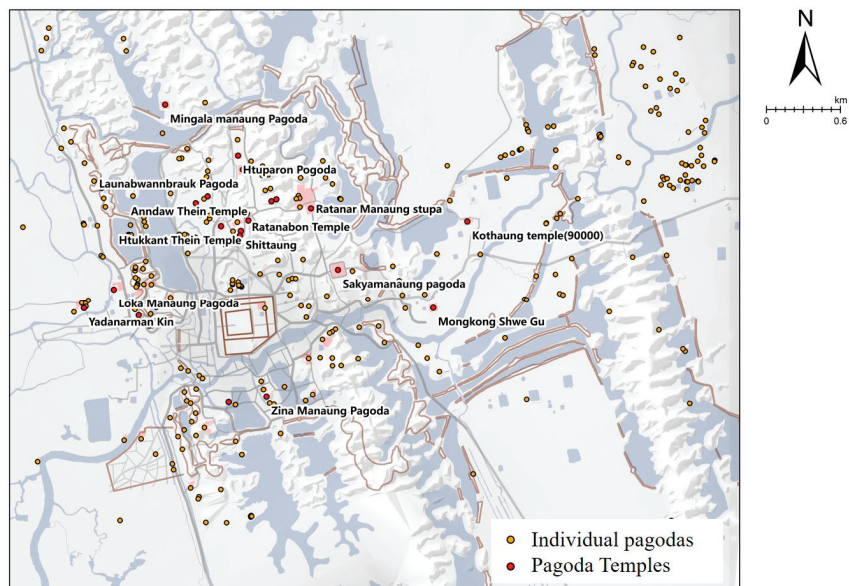 N
km
0
0.6
Mingala manaung Pagoda
Htuparon Pogoda
Launabwannbrauk Pagoda
Anndaw Thein Temple
Ratanar Manaung stupa
Ratanabon Temple
Htukkant Thein Temple
Shittaung
Kothaung temple(90000)
Sakyamanaung pagoda
Loka Manaung Pagoda
Yadanarman Kin
Mongkong Shwe Gu
Zina Manaung Pagoda
Individual pagodas
Pagoda Temples